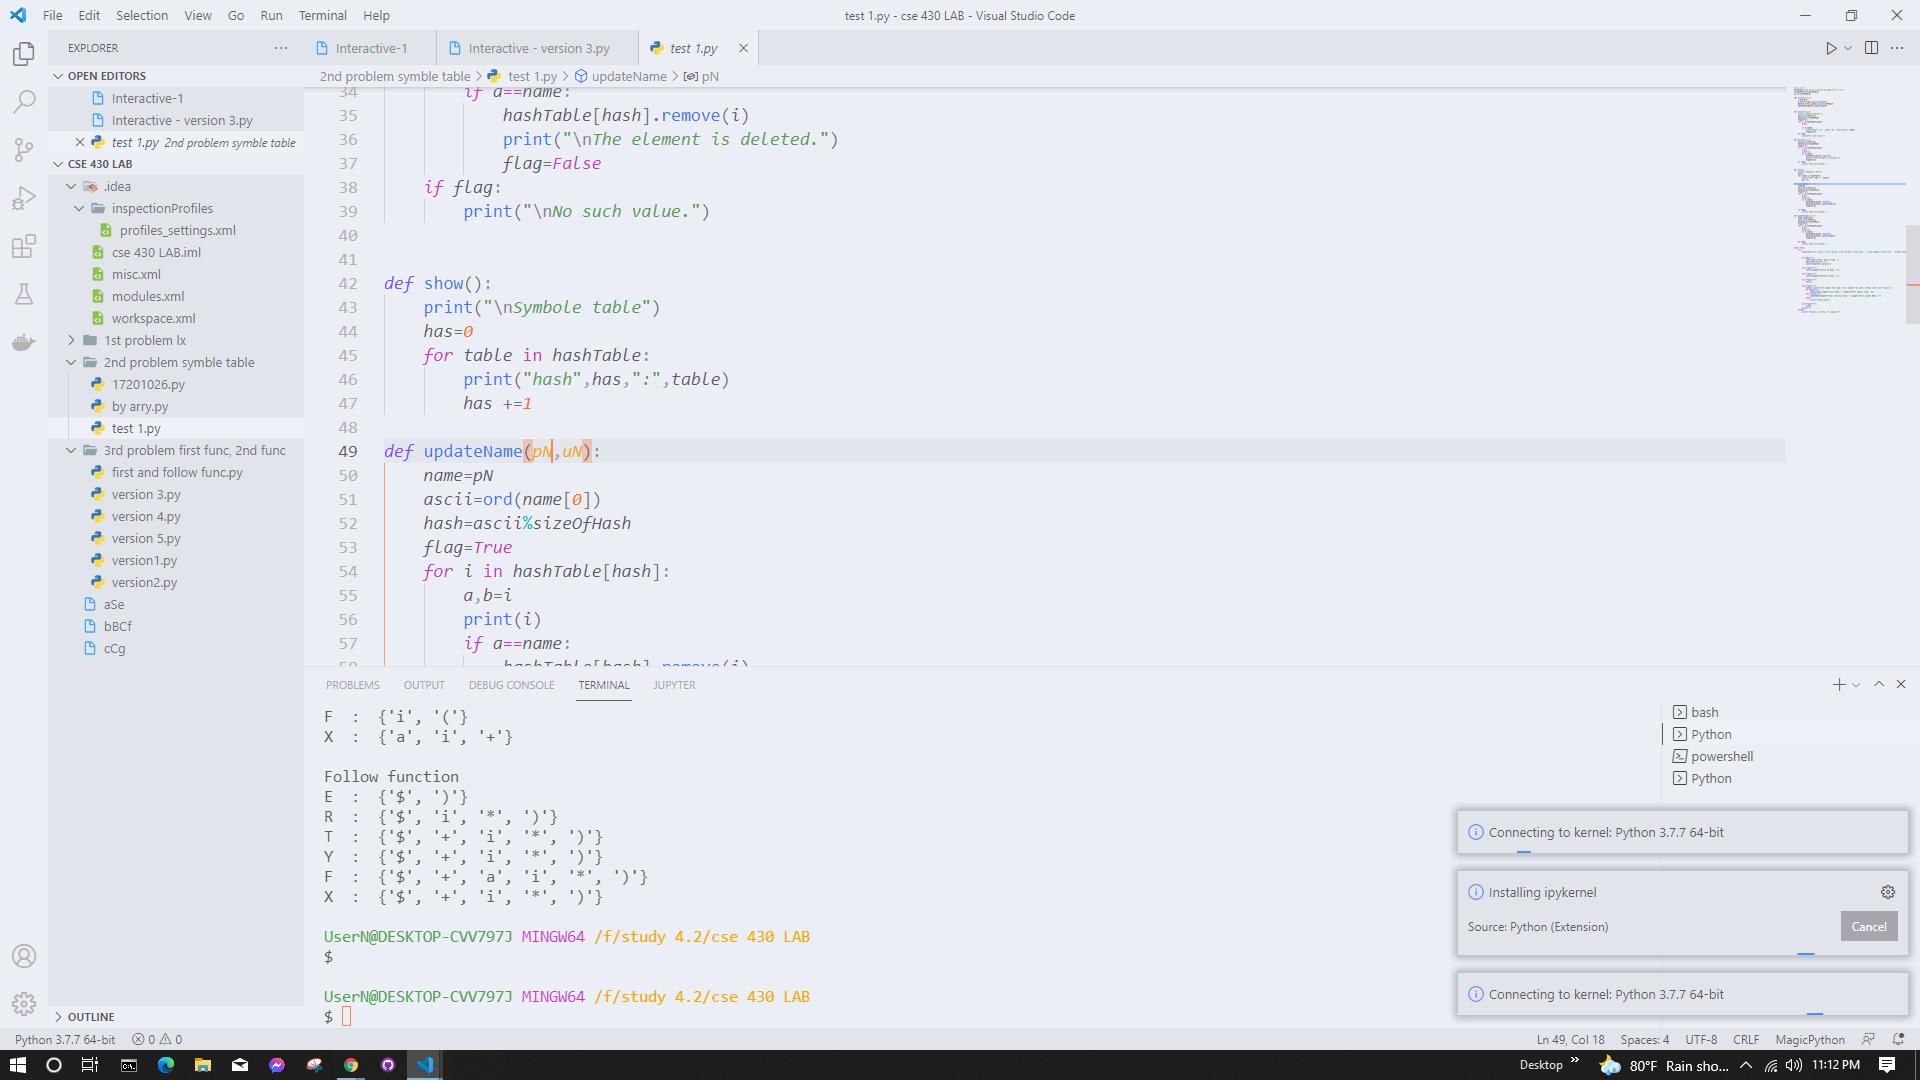 File Edit Selection View Go Run Terminal Help
test 1.py - cse 430 LAB - Visual Studio Code
EXPLORER
Interactive-1
Interactive - version 3.py
test 1.py
OPEN EDITORS
Interactive-1
Interactive - version 3.py
test 1.py 2nd problem symble table
CSE 430 LAB
.idea
inspectionProfiles
profiles_settings.xml
cse 430 LAB.iml
misc.xml
modules.xml
workspace.xml
1st problem lx
2nd problem symble table
17201026.py
by arry.py
test 1.py
3rd problem first func, 2nd func
first and follow func.py
version 3.py
version 4.py
version 5.py
version1.py
version2.py
aSe
bBCf
cCg
OUTLINE
2nd problem symble table > test 1.py > updateName > pN
34 if a==name:
35 hashTable[hash].remove(i)
36 print("\nThe element is deleted.")
37 flag=False
38 if flag:
39 print("\nNo such value.")
40
41
42 def show():
43 print("\nSymbole table")
44 has=0
45 for table in hashTable:
46 print("hash",has,":",table)
47 has +=1
48
49 def updateName(pN,uN):
50 name=pN
51 ascii=ord(name[0])
52 hash=ascii%sizeOfHash
53 flag=True
54 for i in hashTable[hash]:
55 a,b=i
56 print(i)
57 if a==name:
58 hashTable[hash].remove(i)
PROBLEMS OUTPUT DEBUG CONSOLE TERMINAL JUPYTER
F : {'i', '('}
X : {'a', 'i', '+'}
Follow function
E : {'$', ')'}
R : {'$', 'i', '*', ')'}
T : {'$', '+', 'i', '*', ')'}
Y : {'$', '+', 'i', '*', ')'}
F : {'$', '+', 'a', 'i', '*', ')'}
X : {'$', '+', 'i', '*', ')'}
UserN@DESKTOP-CVV797J MINGW64 /f/study 4.2/cse 430 LAB
$
UserN@DESKTOP-CVV797J MINGW64 /f/study 4.2/cse 430 LAB
$
bash
Python
powershell
Python
Connecting to kernel: Python 3.7.7 64-bit
Installing ipykernel
Source: Python (Extension)
Cancel
Connecting to kernel: Python 3.7.7 64-bit
Python 3.7.7 64-bit 0 0
Ln 49, Col 18 Spaces: 4 UTF-8 CRLF MagicPython
Desktop 80°F Rain sho... 11:12 PM